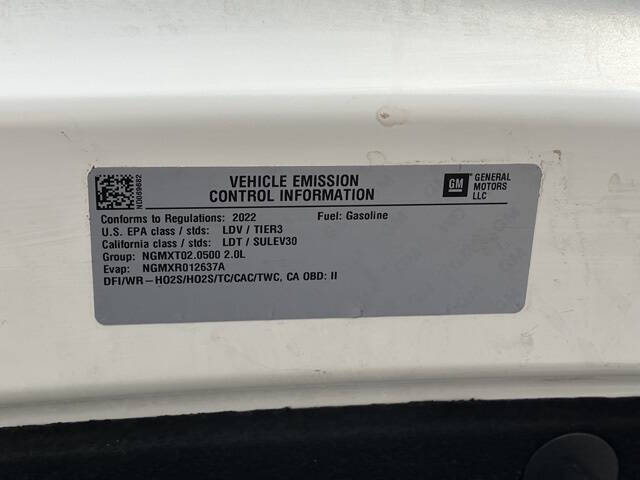 ND069682
VEHICLE EMISSION
CONTROL INFORMATION
GM
GENERAL
MOTORS
LLC
Conforms to Regulations: 2022 Fuel: Gasoline
U.S. EPA class / stds: LDV / TIER3
California class / stds: LDT / SULEV30
Group: NGMXT02.0500 2.0L
Evap: NGMXR012637A
DFI/WR-HO2S/HO2S/TC/CAC/TWC, CA OBD: II